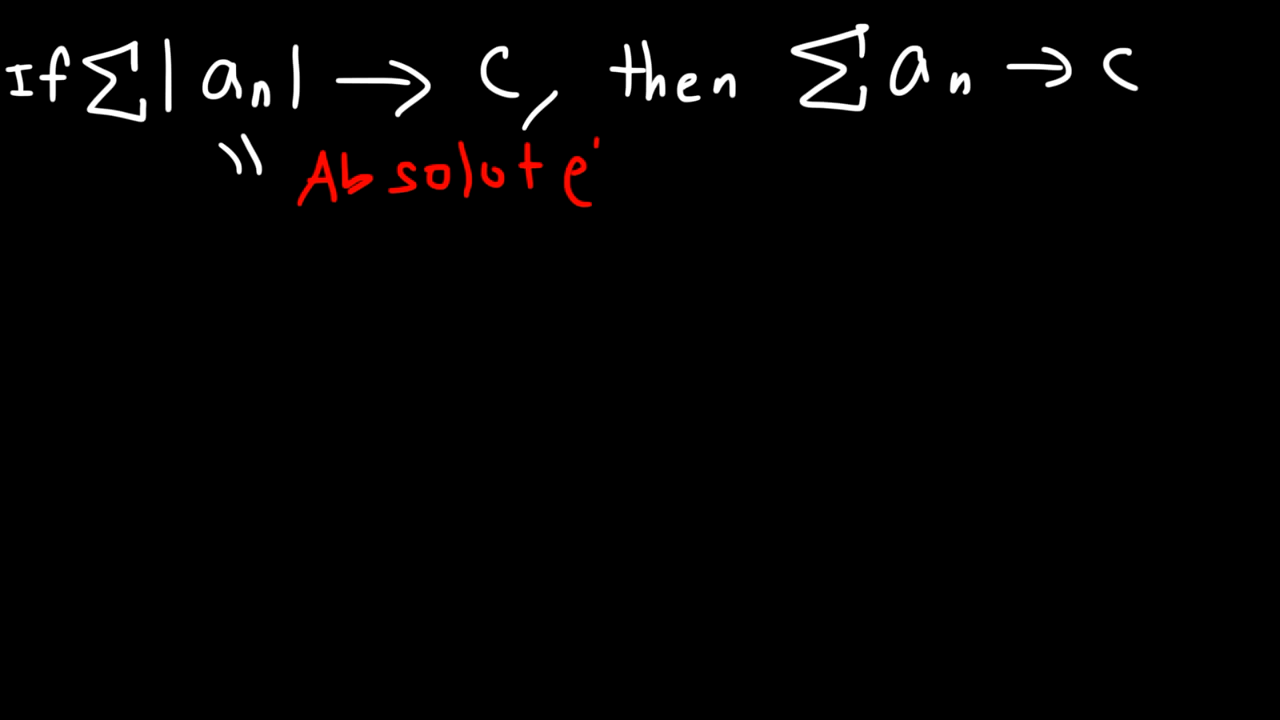 If ∑|aₙ| → C, then ∑aₙ → C
" Absolute